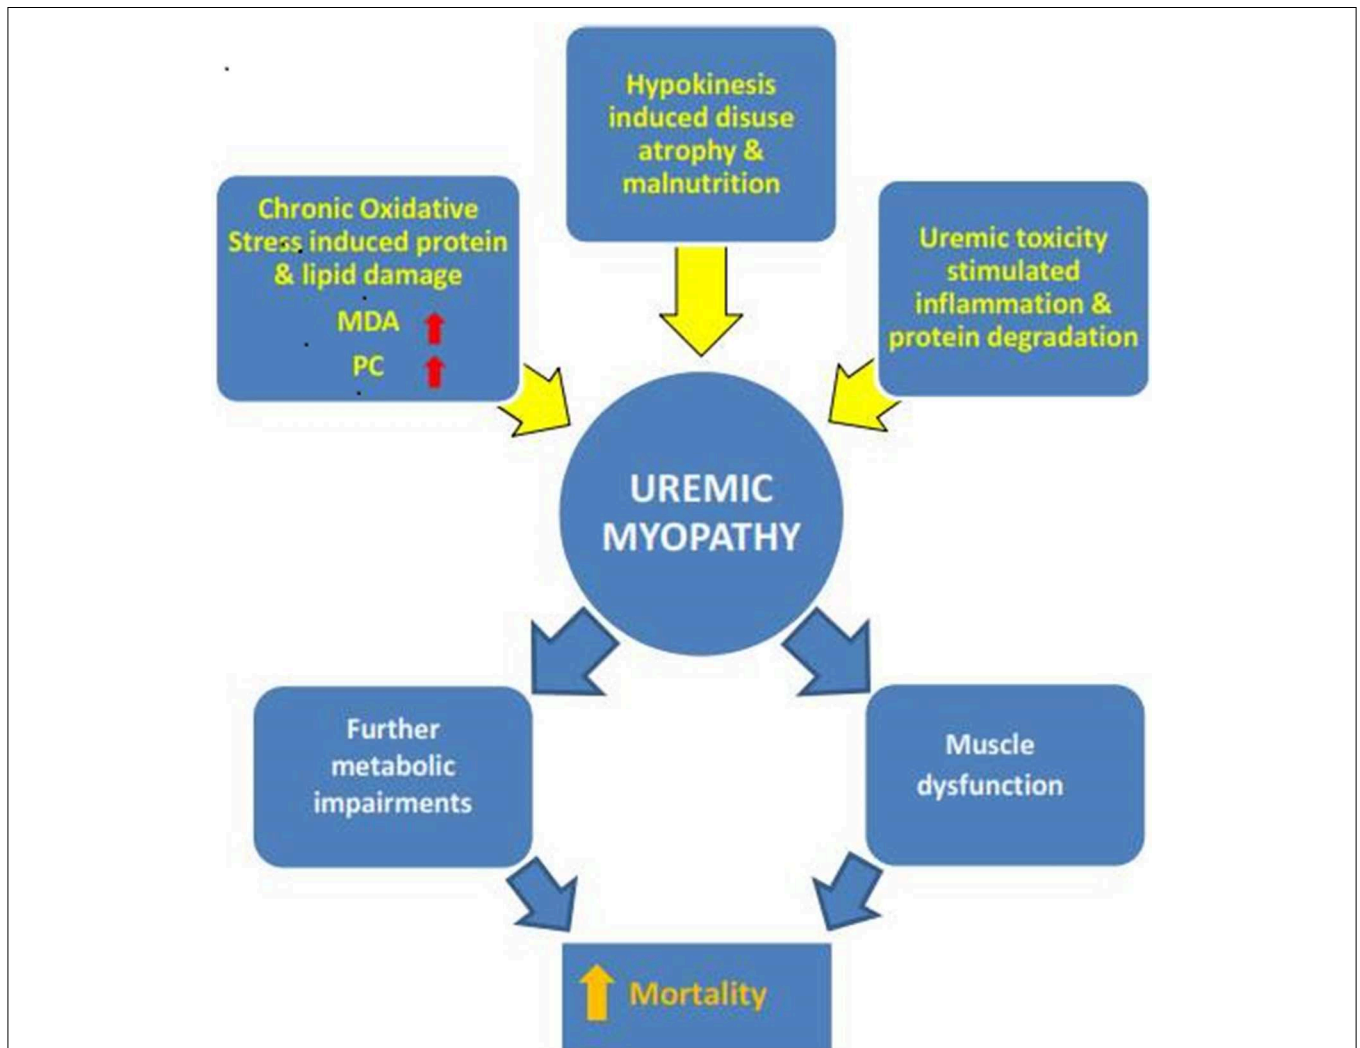 Hypokinesis
induced disuse
atrophy &
malnutrition
Chronic Oxidative
Stress induced protein
& lipid damage
MDA
PC
Uremic toxicity
stimulated
inflammation &
protein degradation
UREMIC
MYOPATHY
Further
metabolic
impairments
Muscle
dysfunction
Mortality